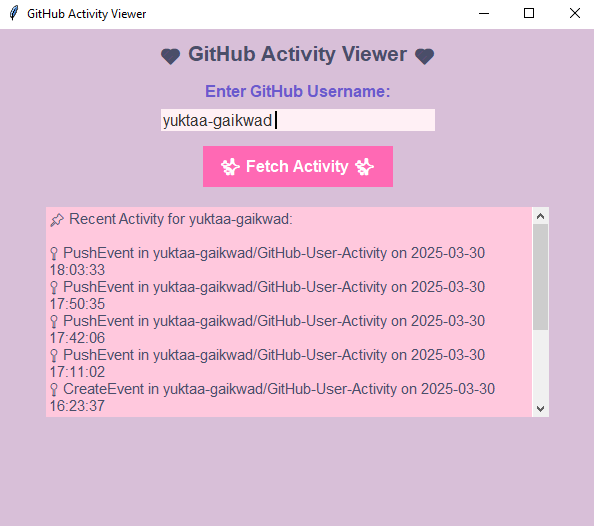 GitHub Activity Viewer
GitHub Activity Viewer
Enter GitHub Username:
yuktaa-gaikwad
Fetch Activity
Recent Activity for yuktaa-gaikwad:
PushEvent in yuktaa-gaikwad/GitHub-User-Activity on 2025-03-30
18:03:33
PushEvent in yuktaa-gaikwad/GitHub-User-Activity on 2025-03-30
17:50:35
PushEvent in yuktaa-gaikwad/GitHub-User-Activity on 2025-03-30
17:42:06
PushEvent in yuktaa-gaikwad/GitHub-User-Activity on 2025-03-30
17:11:02
CreateEvent in yuktaa-gaikwad/GitHub-User-Activity on 2025-03-30
16:23:37